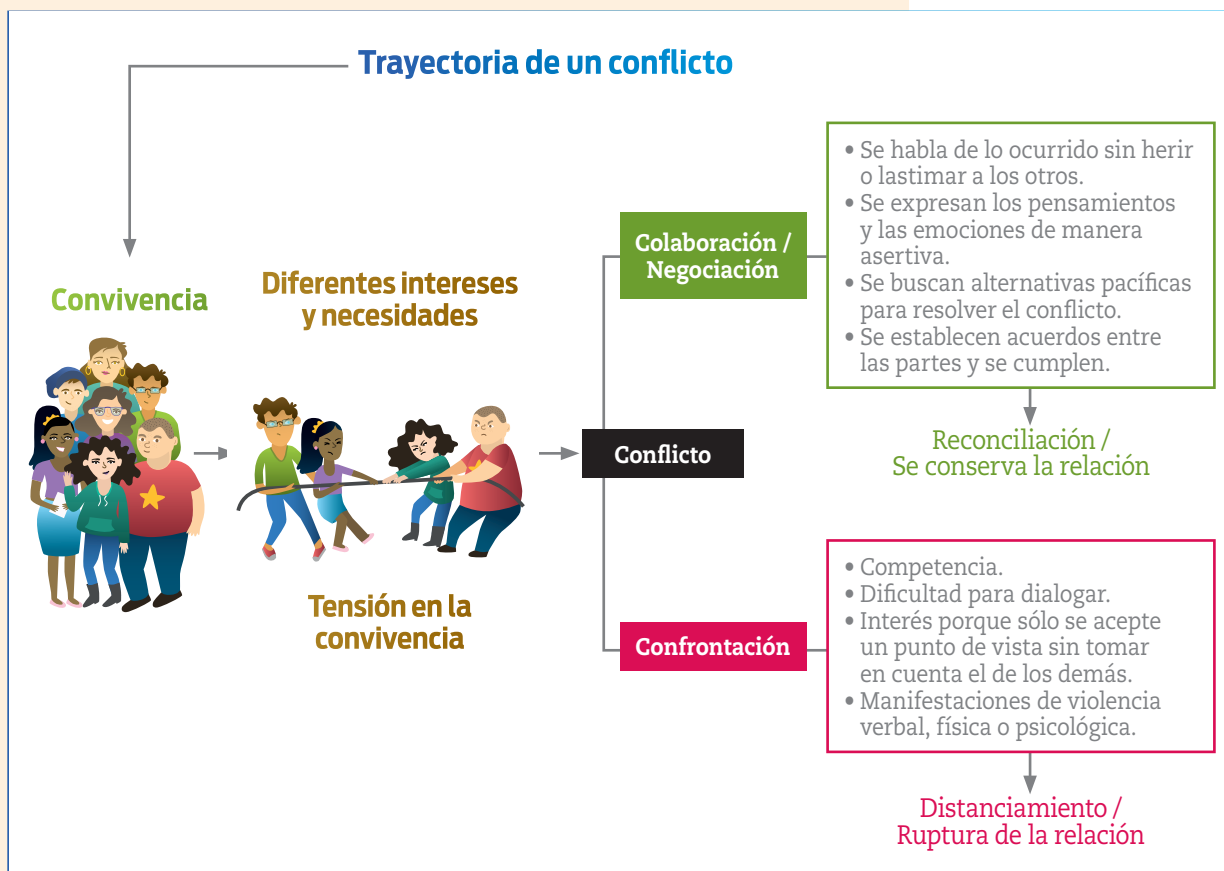 Trayectoria de un conflicto
Convivencia
Diferentes intereses
y necesidades
Tensión en la
convivencia
Conflicto
Colaboración /
Negociación
• Se habla de lo ocurrido sin herir
o lastimar a los otros.
• Se expresan los pensamientos
y las emociones de manera
asertiva.
• Se buscan alternativas pacíficas
para resolver el conflicto.
• Se establecen acuerdos entre
las partes y se cumplen.
Reconciliación /
Se conserva la relación
Confrontación
• Competencia.
• Dificultad para dialogar.
• Interés porque sólo se acepte
un punto de vista sin tomar
en cuenta el de los demás.
• Manifestaciones de violencia
verbal, física o psicológica.
Distanciamiento /
Ruptura de la relación